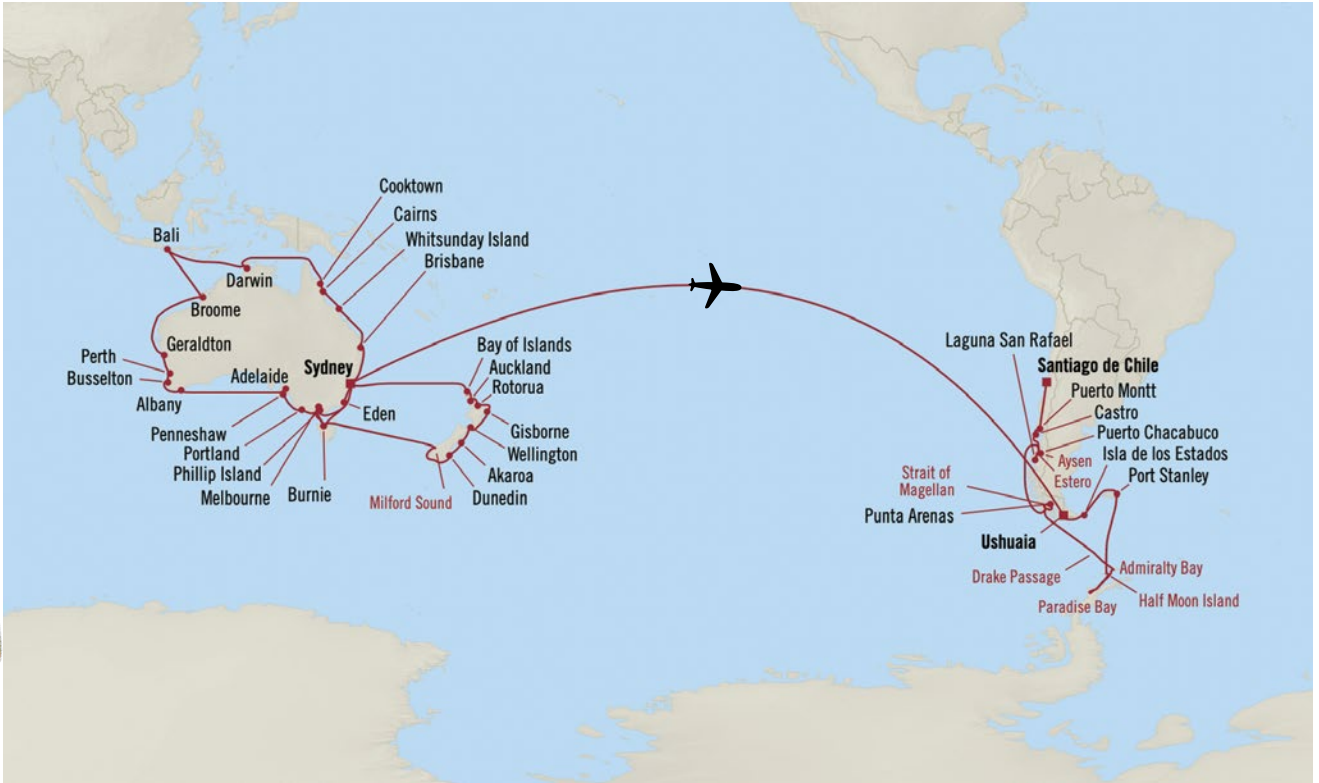 Cooktown
Cairns
Whitsunday Island
Brisbane
Bali
Darwin
Broome
Geraldton
Perth
Busselton
Albany
Adelaide
Sydney
Eden
Penneshaw
Portland
Phillip Island
Melbourne
Burnie
Milford Sound
Bay of Islands
Auckland
Rotorua
Gisborne
Wellington
Akaroa
Dunedin
Laguna San Rafael
Santiago de Chile
Puerto Montt
Castro
Puerto Chacabuco
Aysen
Estero
Isla de los Estados
Port Stanley
Strait of
Magellan
Punta Arenas
Ushuaia
Drake Passage
Admiralty Bay
Half Moon Island
Paradise Bay